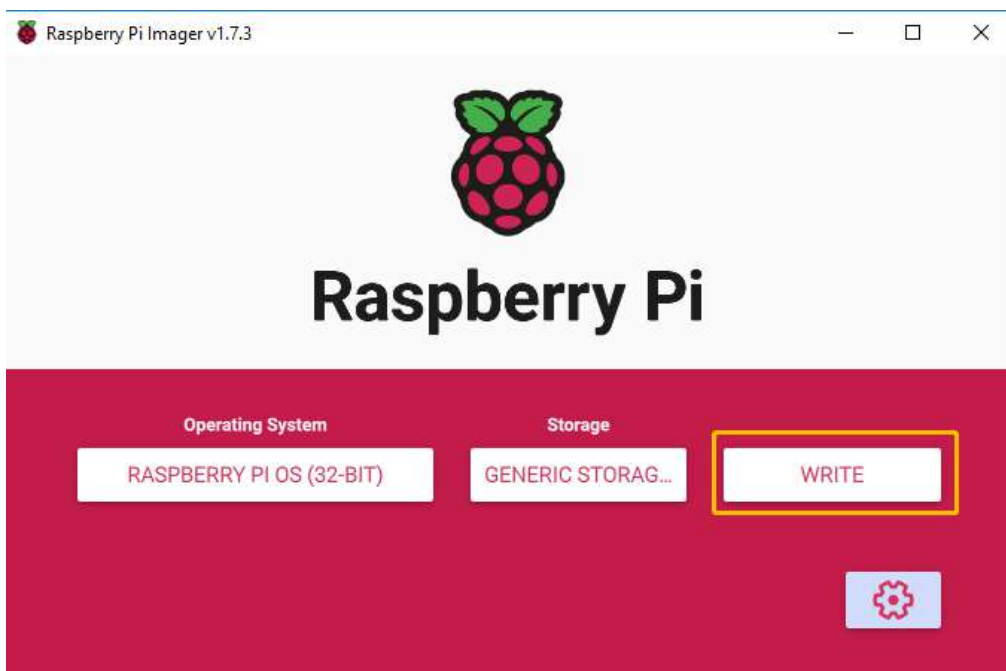 Raspberry Pi Imager v1.7.3
Raspberry Pi
Operating System
Storage
RASPBERRY PI OS (32-BIT)
GENERIC STORAG...
WRITE